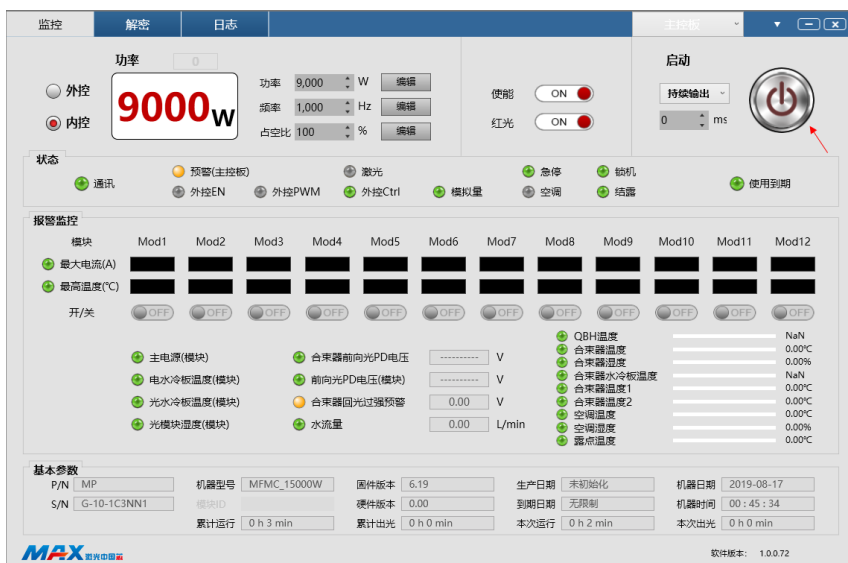 监控 解密 日志 主控板
功率 0 启动
外控 功率 9,000 W 编辑
9000W 频率 1,000 Hz 编辑 使能 ON 持续输出
内控 占空比 100 % 编辑 红光 ON 0 ms
状态
通讯 预警(主控板) 激光 急停 锁机 使用到期
外控EN 外控PWM 外控Ctrl 模拟量 空调 结露
报警监控
模块 Mod1 Mod2 Mod3 Mod4 Mod5 Mod6 Mod7 Mod8 Mod9 Mod10 Mod11 Mod12
最大电流(A)
最高温度(℃)
开/关 OFF OFF OFF OFF OFF OFF OFF OFF OFF OFF OFF OFF
主电源(模块) 合束器前向光PD电压 ---------- V
电水冷板温度(模块) 前向光PD电压(模块) ---------- V
光水冷板温度(模块) 合束器回光过强预警 0.00 V
光模块湿度(模块) 水流量 0.00 L/min
QBH温度 NaN
合束器温度 0.00℃
合束器湿度 0.00%
合束器水冷板温度 NaN
合束器温度1 0.00℃
合束器温度2 0.00℃
空调温度 0.00℃
空调湿度 0.00%
露点温度 0.00℃
基本参数
P/N MP 机器型号 MFMC_15000W 固件版本 6.19 生产日期 未初始化 机器日期 2019-08-17
S/N G-10-1C3NN1 模块ID 硬件版本 0.00 到期日期 无限制 机器时间 00 : 45 : 34
累计运行 0 h 3 min 累计出光 0 h 0 min 本次运行 0 h 2 min 本次出光 0 h 0 min
MAX 激光中国芯 软件版本: 1.0.0.72